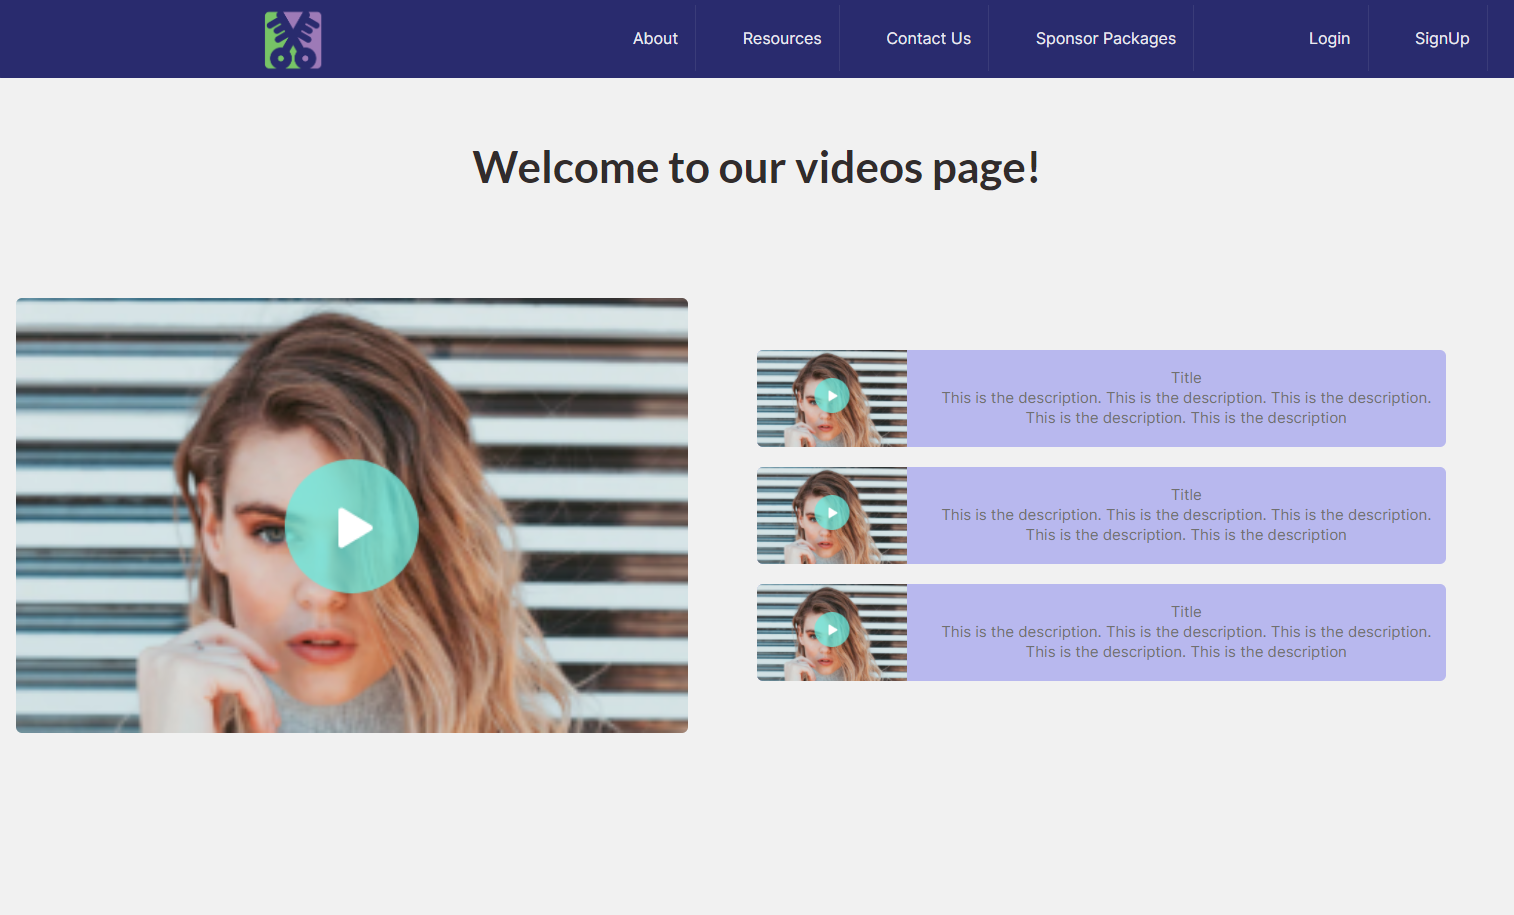 About
Resources
Contact Us
Sponsor Packages
Login
SignUp
Welcome to our videos page!
Title
This is the description. This is the description. This is the description.
This is the description. This is the description
Title
This is the description. This is the description. This is the description.
This is the description. This is the description
Title
This is the description. This is the description. This is the description.
This is the description. This is the description